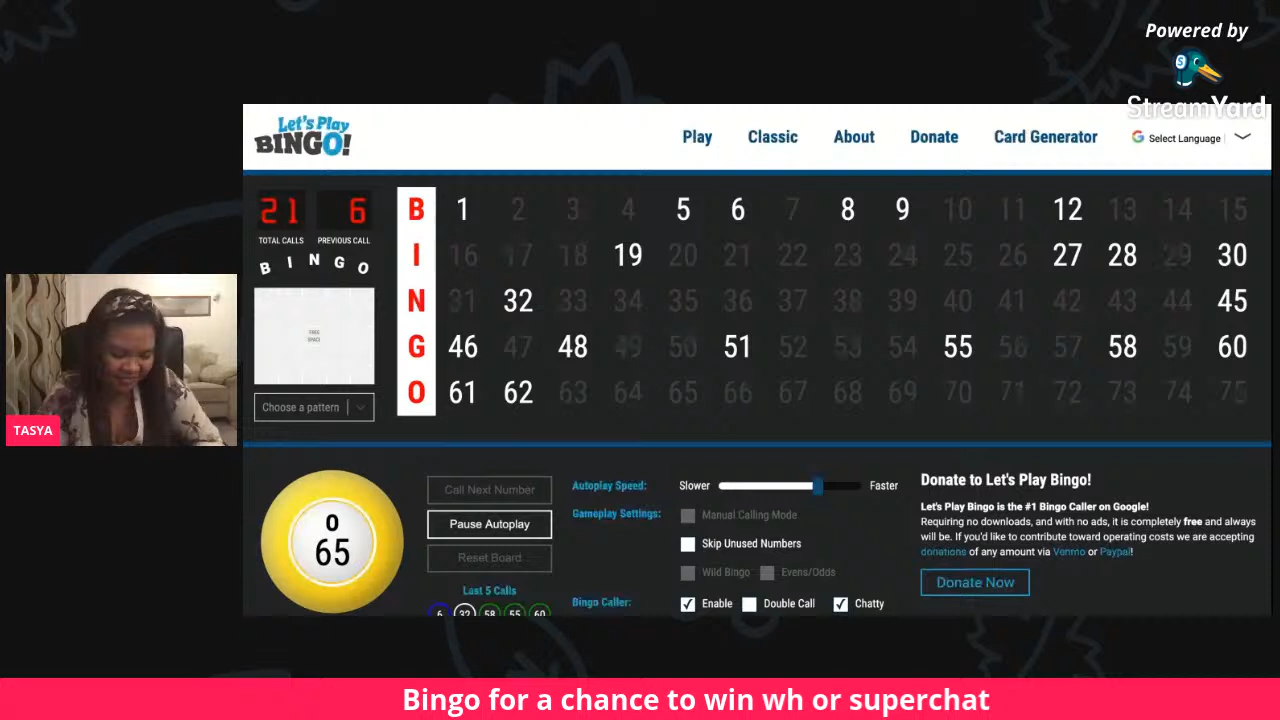 Powered by
StreamYard
Let's Play
BINGO!
Play Classic About Donate Card Generator Select Language
21 6
TOTAL CALLS PREVIOUS CALL
B I N G O
FREE
SPACE
Choose a pattern
B 1 2 3 4 5 6 7 8 9 10 11 12 13 14 15
I 16 17 18 19 20 21 22 23 24 25 26 27 28 29 30
N 31 32 33 34 35 36 37 38 39 40 41 42 43 44 45
G 46 47 48 49 50 51 52 53 54 55 56 57 58 59 60
O 61 62 63 64 65 66 67 68 69 70 71 72 73 74 75
TASYA
O
65
Call Next Number
Pause Autoplay
Reset Board
Last 5 Calls
6 32 58 55 60
Autoplay Speed: Slower Faster
Gameplay Settings: Manual Calling Mode
Skip Unused Numbers
Wild Bingo Evens/Odds
Bingo Caller: Enable Double Call Chatty
Donate to Let's Play Bingo!
Let's Play Bingo is the #1 Bingo Caller on Google!
Requiring no downloads, and with no ads, it is completely free and always
will be. If you'd like to contribute toward operating costs we are accepting
donations of any amount via Venmo or Paypal!
Donate Now
Bingo for a chance to win wh or superchat